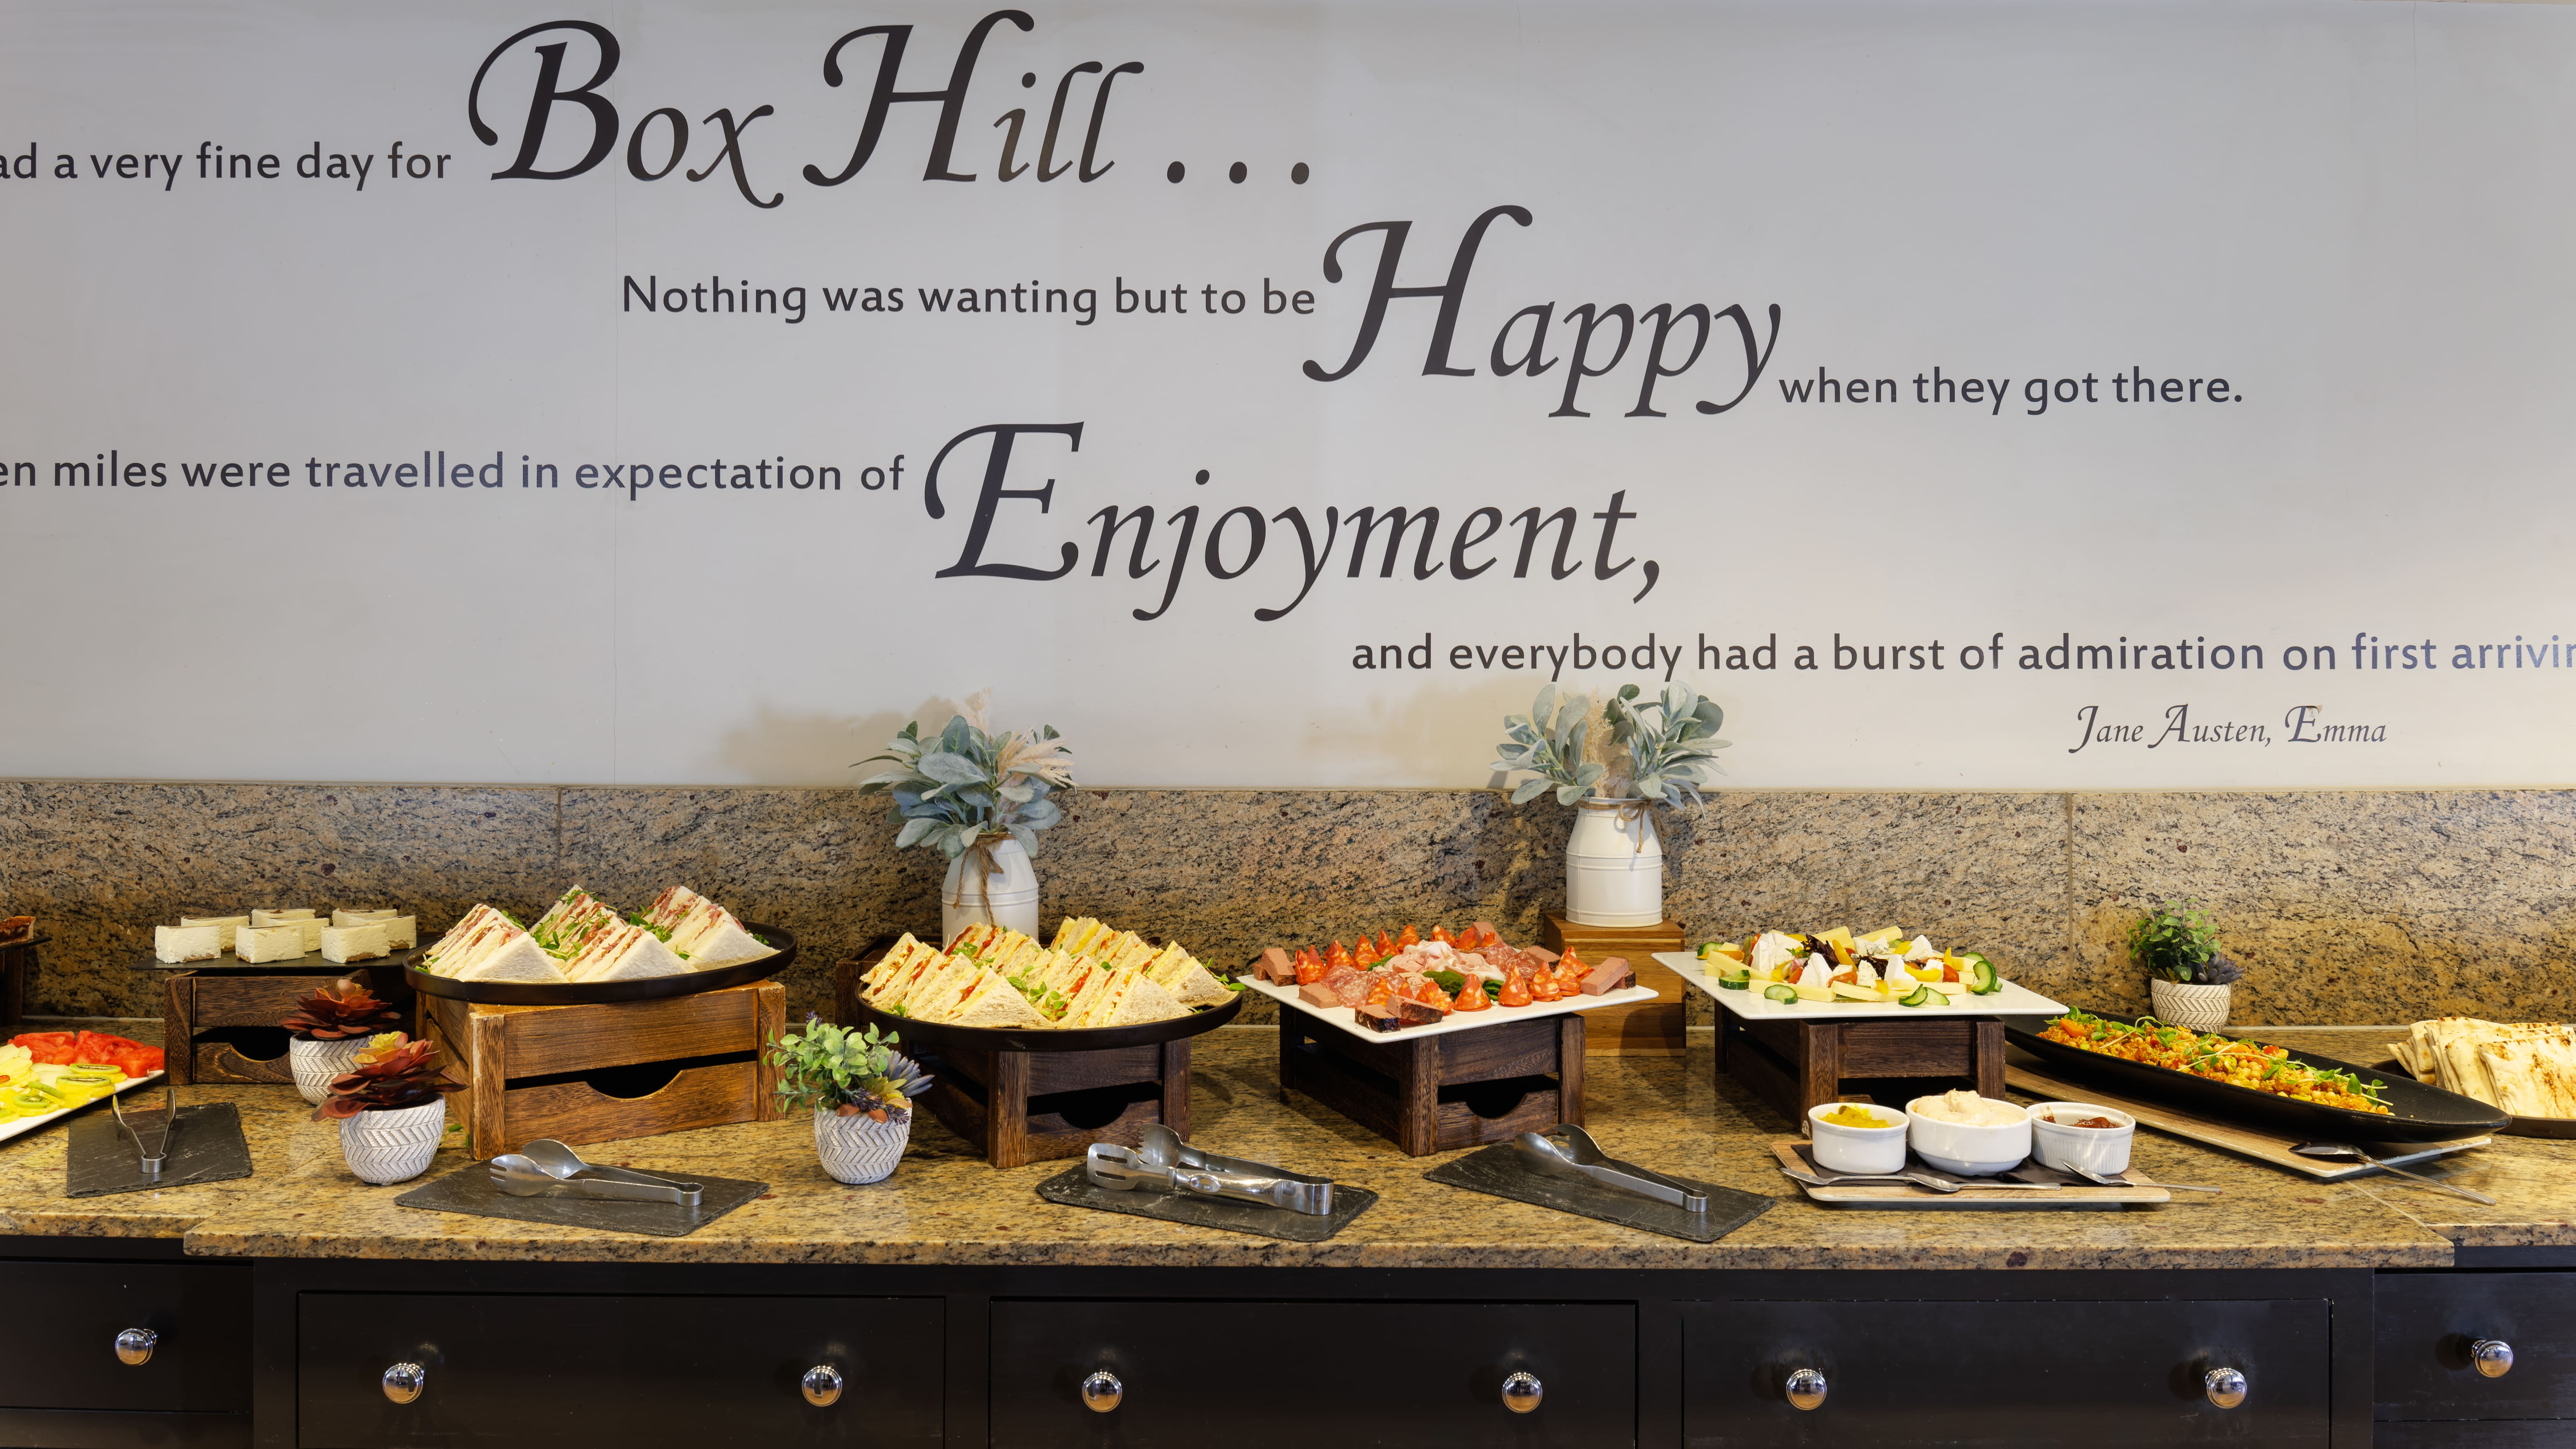 ad a very fine day for Box Hill...
Nothing was wanting but to be Happy when they got there.
en miles were travelled in expectation of Enjoyment,
and everybody had a burst of admiration on first arrivin
Jane Austen, Emma